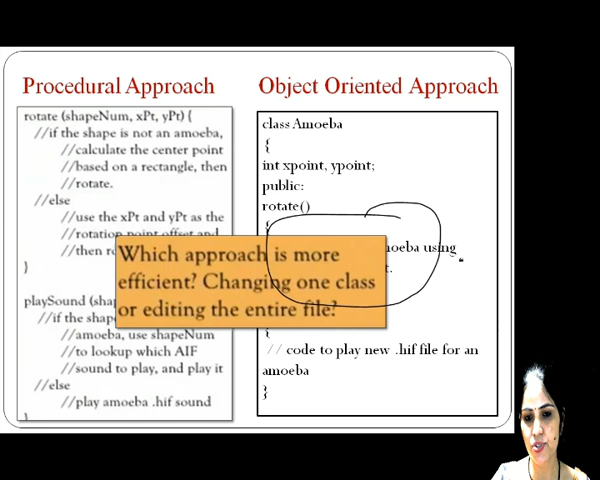 Procedural Approach
rotate (shapeNum, xPt, yPt) {
//if the shape is not an amoeba,
//calculate the center point
//based on a rectangle, then
//rotate.
//else
//use the xPt and yPt as the
//rotation point offset and
//then
}
playSound
//if the
//amoeba, use shapeNum
//to lookup which AIF
//sound to play, and play it
//else
//play amoeba .hif sound
}
Object Oriented Approach
class Amoeba
{
int xpoint, ypoint;
public:
rotate()
{
using
{
// code to play new .hif file for an
amoeba
}
Which approach is more
efficient? Changing one class
or editing the entire file?